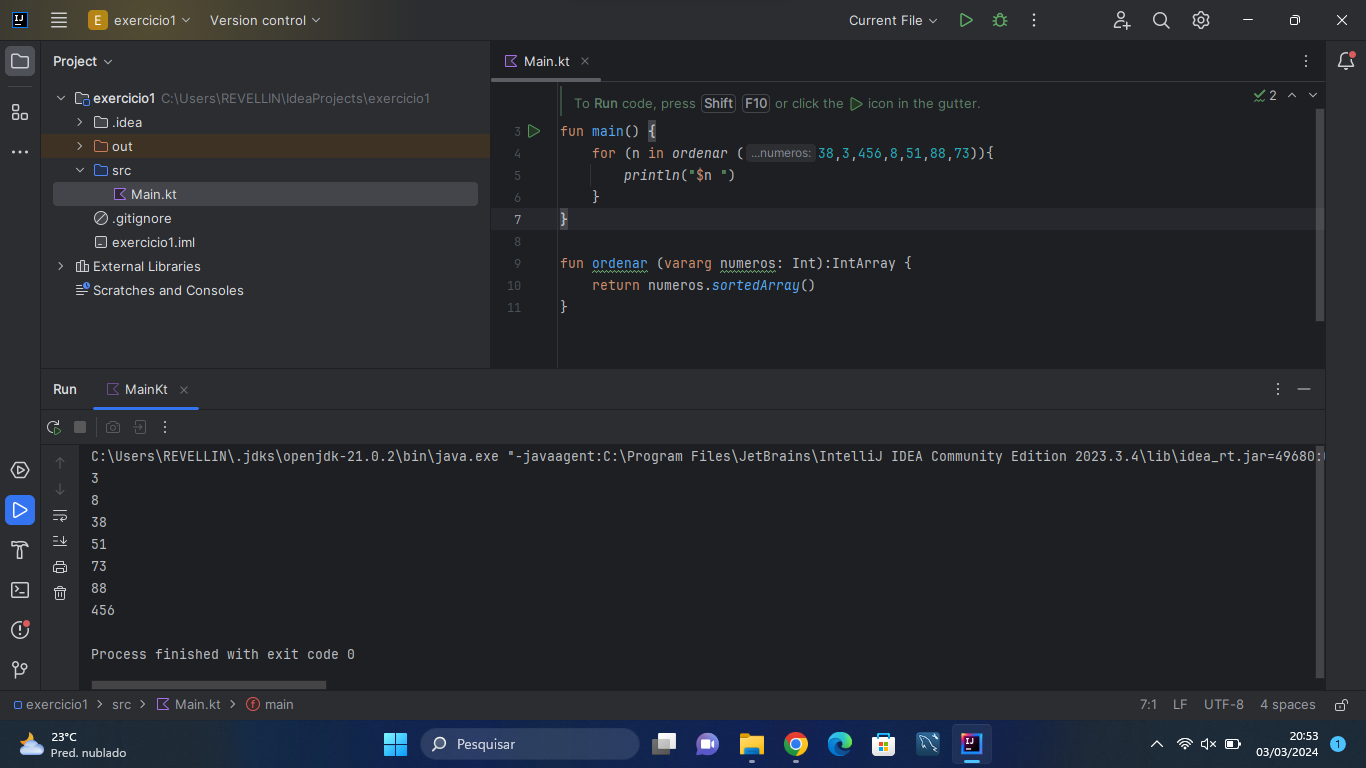 E exercicio1 Version control Current File
Project
exercicio1 C:\Users\REVELLIN\IdeaProjects\exercicio1
.idea
out
src
Main.kt
.gitignore
exercicio1.iml
External Libraries
Scratches and Consoles
Main.kt
To Run code, press Shift F10 or click the icon in the gutter.
2
3 fun main() {
4 for (n in ordenar ( ...numeros: 38,3,456,8,51,88,73)){
5 println("$n ")
6 }
7 }
8
9 fun ordenar (vararg numeros: Int):IntArray {
10 return numeros.sortedArray()
11 }
Run MainKt
C:\Users\REVELLIN\.jdks\openjdk-21.0.2\bin\java.exe "-javaagent:C:\Program Files\JetBrains\IntelliJ IDEA Community Edition 2023.3.4\lib\idea_rt.jar=49680:
3
8
38
51
73
88
456
Process finished with exit code 0
exercicio1 > src > Main.kt > main 7:1 LF UTF-8 4 spaces
23°C
Pred. nublado
Pesquisar
20:53
03/03/2024
1